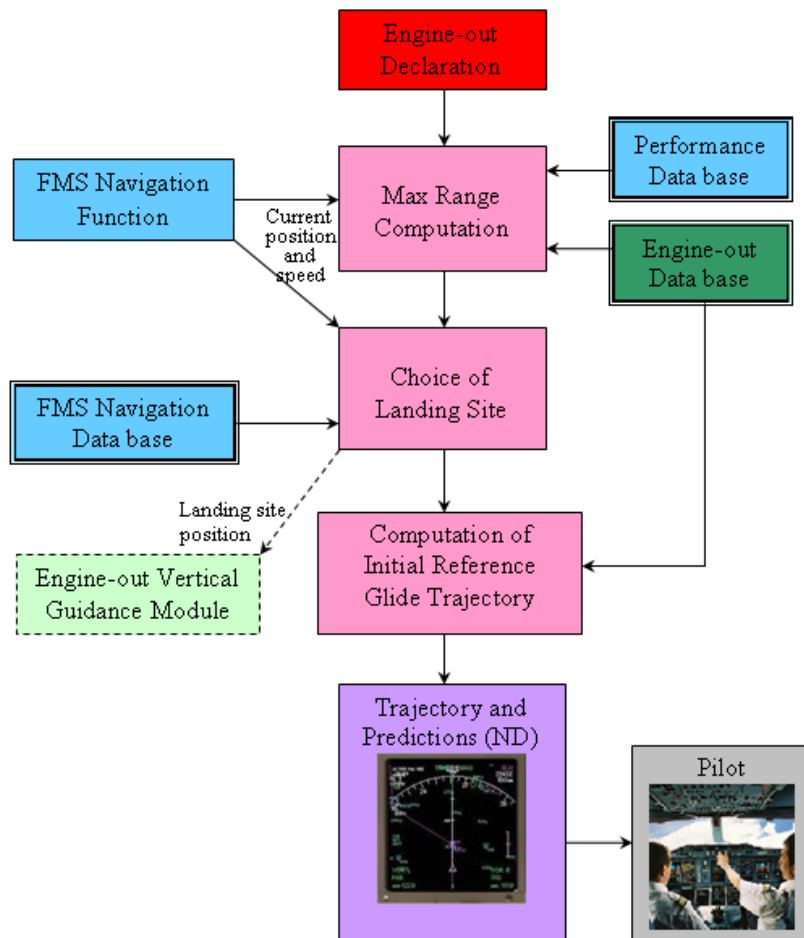 Engine-out
Declaration
Performance
Data base
FMS Navigation
Function
Max Range
Computation
Current
position
and
speed
Engine-out
Data base
Choice of
Landing Site
FMS Navigation
Data base
Landing site
position
Computation of
Initial Reference
Glide Trajectory
Engine-out Vertical
Guidance Module
Trajectory and
Predictions (ND)
Pilot